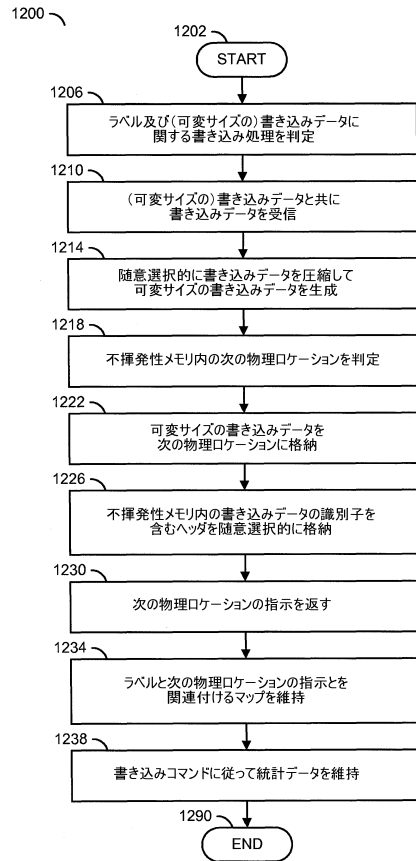 1200
1202
START
1206
ラベル及び(可変サイズの)書き込みデータに
関する書き込み処理を判定
1210
(可変サイズの)書き込みデータと共に
書き込みデータを受信
1214
随意選択的に書き込みデータを圧縮して
可変サイズの書き込みデータを生成
1218
不揮発性メモリ内の次の物理ロケーションを判定
1222
可変サイズの書き込みデータを
次の物理ロケーションに格納
1226
不揮発性メモリ内の書き込みデータの識別子を
含むヘッダを随意選択的に格納
1230
次の物理ロケーションの指示を返す
1234
ラベルと次の物理ロケーションの指示とを
関連付けるマップを維持
1238
書き込みコマンドに従って統計データを維持
1290
END